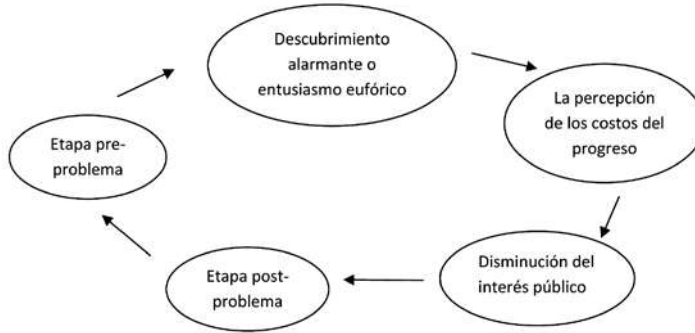 Descubrimiento
alarmante o
entusiasmo eufórico
La percepción
de los costos del
progreso
Disminución del
interés público
Etapa post-
problema
Etapa pre-
problema